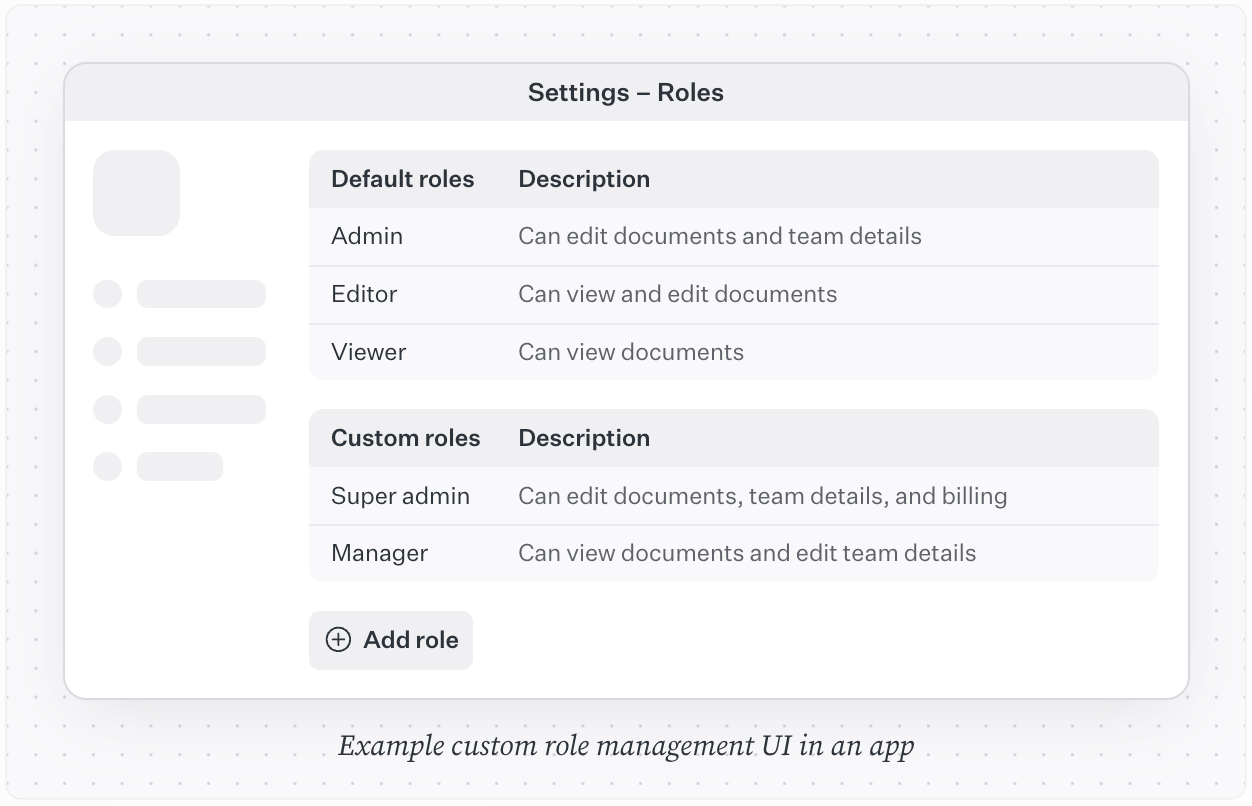 Settings – Roles
Default roles Description
Admin Can edit documents and team details
Editor Can view and edit documents
Viewer Can view documents
Custom roles Description
Super admin Can edit documents, team details, and billing
Manager Can view documents and edit team details
Add role
Example custom role management UI in an app